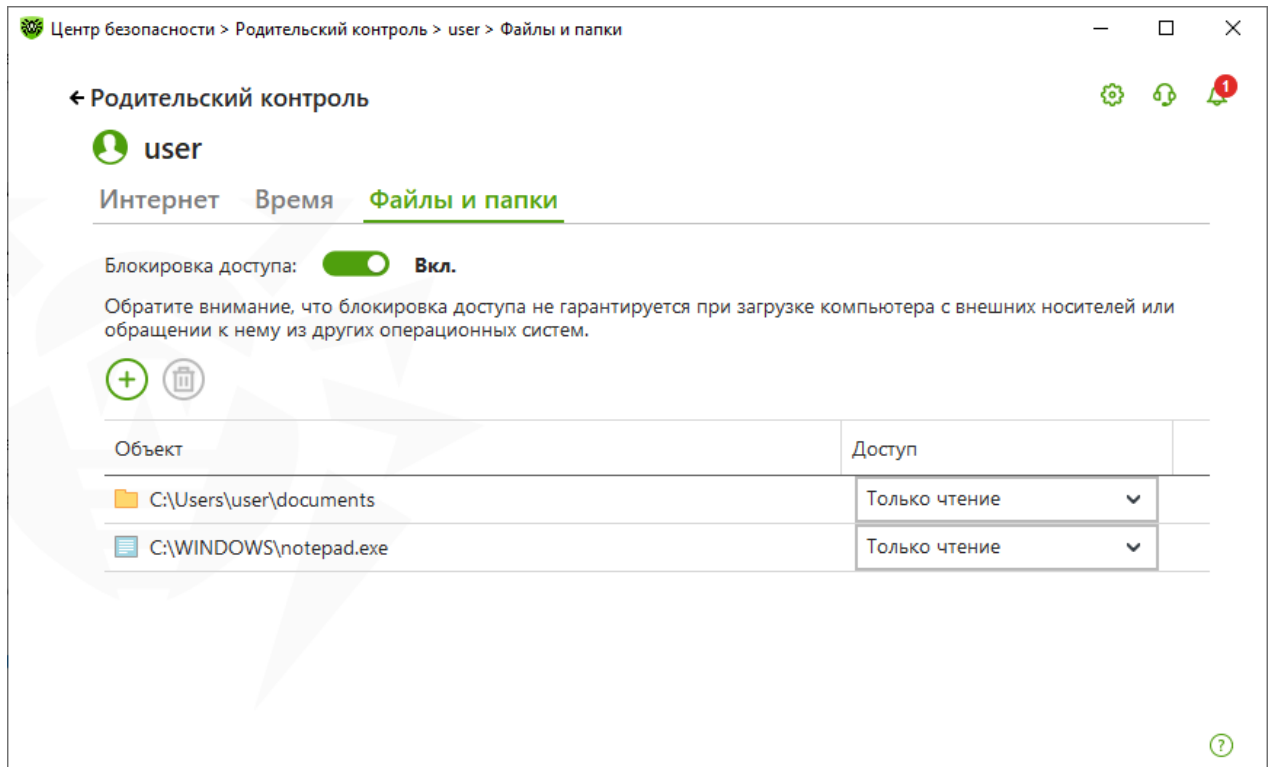 Центр безопасности > Родительский контроль > user > Файлы и папки
Родительский контроль
1
user
Интернет Время Файлы и папки
Блокировка доступа: Вкл.
Обратите внимание, что блокировка доступа не гарантируется при загрузке компьютера с внешних носителей или
обращении к нему из других операционных систем.
Объект Доступ
C:\Users\user\documents Только чтение
C:\WINDOWS\notepad.exe Только чтение
?